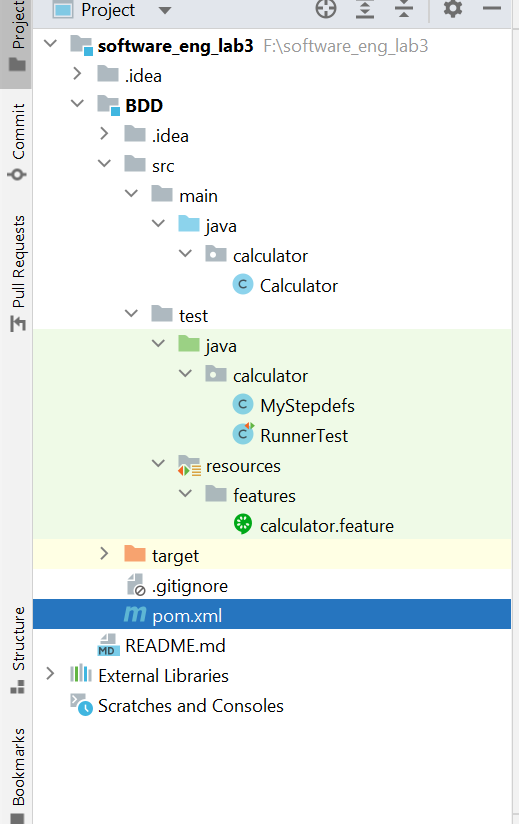 Project
software_eng_lab3 F:\software_eng_lab3
.idea
BDD
.idea
src
main
java
calculator
C Calculator
test
java
calculator
C MyStepdefs
C RunnerTest
resources
features
calculator.feature
target
.gitignore
m pom.xml
MD README.md
External Libraries
Scratches and Consoles
Project
Commit
Pull Requests
Structure
Bookmarks